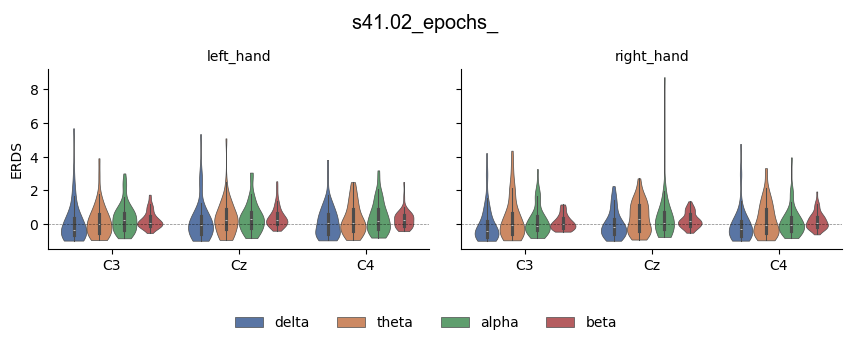 s41.02_epochs_
left_hand
right_hand
ERDS
8
6
4
2
0
C3
Cz
C4
C3
Cz
C4
delta
theta
alpha
beta